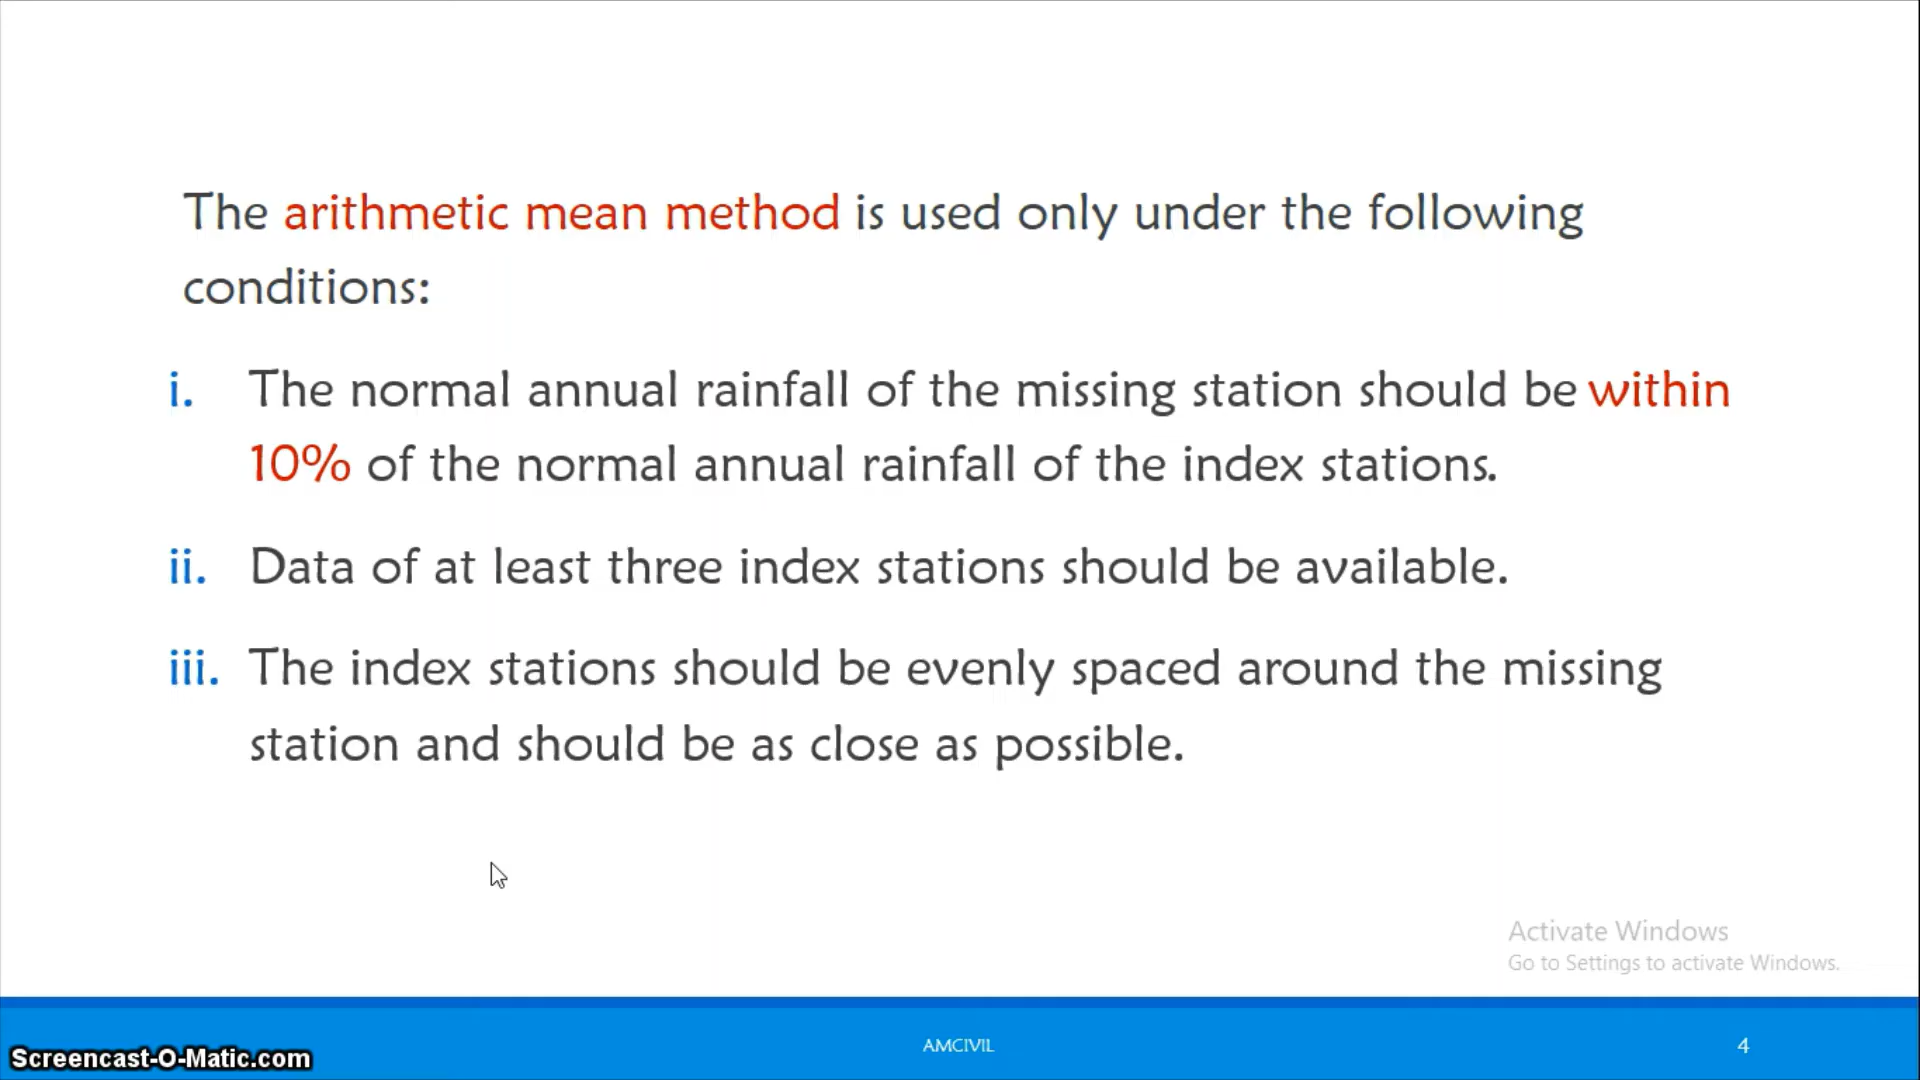 The arithmetic mean method is used only under the following
conditions:
i. The normal annual rainfall of the missing station should be within
10% of the normal annual rainfall of the index stations.
ii. Data of at least three index stations should be available.
iii. The index stations should be evenly spaced around the missing
station and should be as close as possible.
Activate Windows
Go to Settings to activate Windows.
Screencast-O-Matic.com
AMCIVIL
4